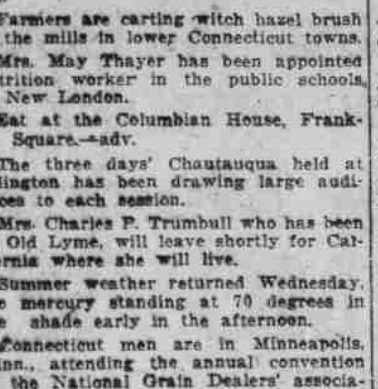 Farmers are carting witch hazel brush
the mills in lower Connecticut towns.
Mrs. May Thayer has been appointed
trition worker in the public schools,
New London.
Eat at the Columbian House, Frank-
Square.—adv.
The three days' Chautauqua held at
lington has been drawing large audi-
ces to each session.
Mrs. Charles P. Trumbull who has been
Old Lyme, will leave shortly for Cal-
ernia where she will live.
Summer weather returned Wednesday,
e mercury standing at 70 degrees in
e shade early in the afternoon.
Connecticut men are in Minneapolis,
inn., attending the annual convention
the National Grain Dealers' associa-